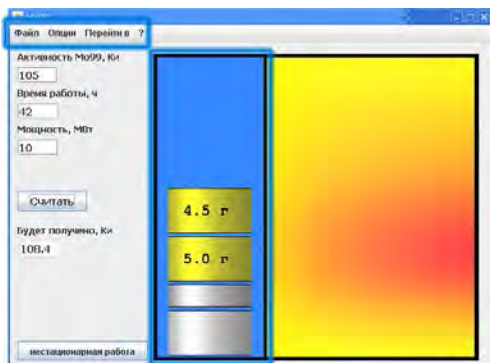 Файл Опции Перейти в ?
Активность Мо99, Ки
105
Время работы, ч
42
Мощность, МВт
10
Считать
Будет получено, Ки
108.4
4.5 г
5.0 г
нестационарная работа